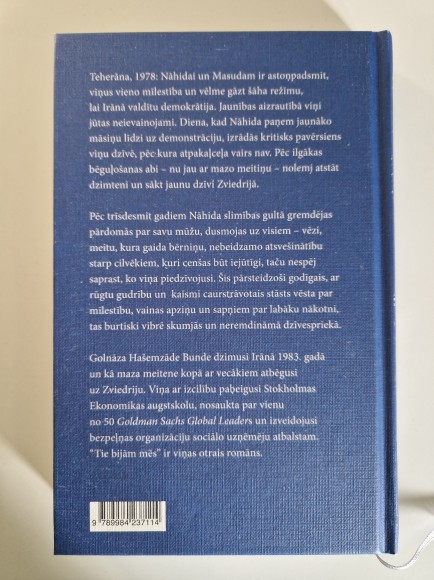 Teherāna, 1978: Nāhidai un Masudam ir astoņpadsmit,
viņus vieno mīlestība un vēlme gāzt šāha režīmu,
lai Irānā valdītu demokrātija. Jaunības aizrautībā viņi
jūtas neievainojami. Diena, kad Nāhida paņem jaunāko
māsiņu līdzi uz demonstrāciju, izrādās kritisks pavērsiens
viņu dzīvē, pēc kura atpakaļceļa vairs nav. Pēc ilgākas
bēguļošanas abi – nu jau ar mazo meitiņu – nolemj atstāt
dzimteni un sākt jaunu dzīvi Zviedrijā.
Pēc trīsdesmit gadiem Nāhida slimības gultā gremdējas
pārdomās par savu mūžu, dusmojas uz visiem – vēzi,
meitu, kura gaida bērniņu, nebeidzamo atsvešinātību
starp cilvēkiem, kuri cenšas būt iejūtīgi, taču nespēj
saprast, ko viņa piedzīvojusi. Šis pārsteidzoši godīgais, ar
rūgtu gudrību un kaismi caurstrāvotais stāsts vēsta par
mīlestību, vainas apziņu un sapņiem par labāku nākotni,
tas burtiski vibrē skumjās un neremdināmā dzīvespriekā.
Golnāza Hašemzāde Bunde dzimusi Irānā 1983. gadā
un kā maza meitene kopā ar vecākiem atbēgusi
uz Zviedriju. Viņa ar izcilību pabeigusi Stokholmas
Ekonomikas augstskolu, nosaukta par vienu
no 50 Goldman Sachs Global Leaders un izveidojusi
bezpeļņas organizāciju sociālo uzņēmēju atbalstam.
"Tie bijām mēs" ir viņas otrais romāns.
9 789984 237114